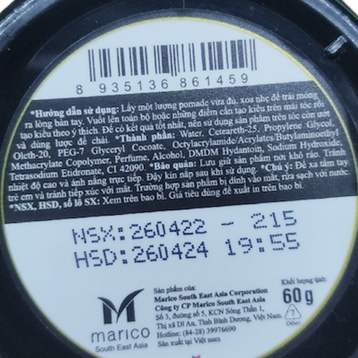 8 935136 861459
*Hướng dẫn sử dụng: Lấy một lượng pomade vừa đủ, xoa nhẹ để trải mỏng
ra lòng bàn tay. Vuốt lên toàn bộ hoặc những điểm cần tạo kiểu trên mái tóc rồi
tạo kiểu theo ý thích. Để có kết quả tốt nhất, nên sử dụng sản phẩm trên tóc còn ướt
và dùng lược để chải. *Thành phần: Water, Ceteareth-25, Propylene Glycol,
Oleth-20, PEG-7 Glyceryl Cocoate, Octylacrylamide/Acrylates/Butylaminoethyl
Methacrylate Copolymer, Perfume, Alcohol, DMDM Hydantoin, Sodium Hydroxide,
Tetrasodium Etidronate, CI 42090 *Bảo quản: Lưu giữ sản phẩm nơi khô ráo. Tránh
nhiệt độ cao và ánh nắng trực tiếp. Đậy kín nắp sau khi sử dụng. *Chú ý: Để xa tầm tay
trẻ em và tránh tiếp xúc với mắt. Trường hợp sản phẩm bị dính vào mắt, rửa sạch với nước
*NSX, HSD, số lô SX: Xem trên bao bì. Giá tiêu dùng đề xuất in trên bao bì.
NSX:260422 - 215
HSD:260424 19:55
marico
South East Asia
Sản phẩm của:
Marico South East Asia Corporation
Công ty CP Marico South East Asia
Số 3, đường số 5, KCN Sóng Thần 1,
Thị xã Dĩ An, Tỉnh Bình Dương, Việt Nam.
Hotline: (84-28) 39976699
Sản xuất tại Việt Nam
Khối lượng tịnh:
60 g
7
Other